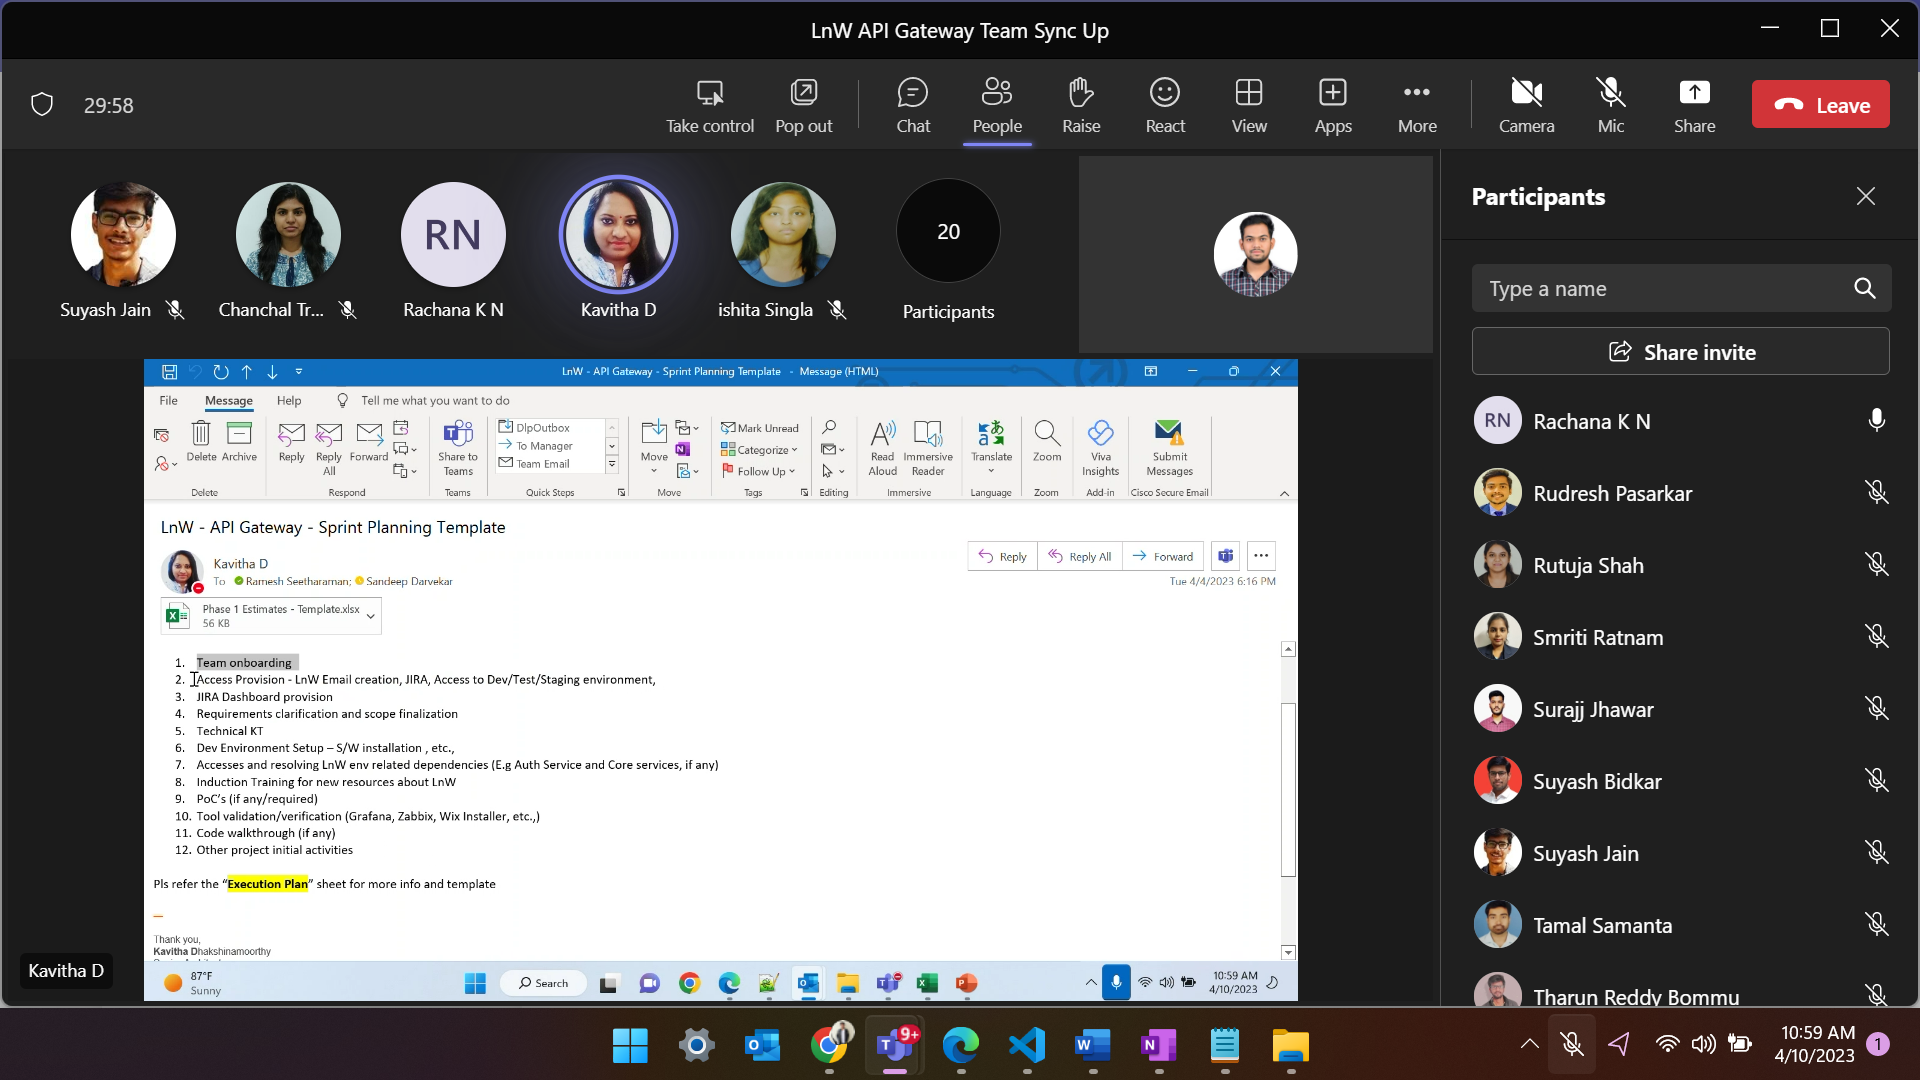 LnW API Gateway Team Sync Up
29:58
Take control
Pop out
Chat
People
Raise
React
View
Apps
More
Camera
Mic
Share
Leave
Suyash Jain
Chanchal Tr...
RN
Rachana K N
Kavitha D
ishita Singla
20
Participants
LnW - API Gateway - Sprint Planning Template - Message (HTML)
File
Message
Help
Tell me what you want to do
Delete
Archive
Delete
Reply
Reply All
Forward
Respond
Share to Teams
Teams
DlpOutbox
To Manager
Team Email
Quick Steps
Move
Move
Mark Unread
Categorize
Follow Up
Tags
Editing
Read Aloud
Immersive Reader
Immersive
Translate
Language
Zoom
Zoom
Viva Insights
Add-in
Submit Messages
Cisco Secure Email
LnW - API Gateway - Sprint Planning Template
Kavitha D
To Ramesh Seetharaman; Sandeep Darvekar
Reply
Reply All
Forward
Tue 4/4/2023 6:16 PM
Phase 1 Estimates - Template.xlsx
56 KB
1. Team onboarding
2. Access Provision - LnW Email creation, JIRA, Access to Dev/Test/Staging environment,
3. JIRA Dashboard provision
4. Requirements clarification and scope finalization
5. Technical KT
6. Dev Environment Setup – S/W installation , etc.,
7. Accesses and resolving LnW env related dependencies (E.g Auth Service and Core services, if any)
8. Induction Training for new resources about LnW
9. PoC's (if any/required)
10. Tool validation/verification (Grafana, Zabbix, Wix Installer, etc.,)
11. Code walkthrough (if any)
12. Other project initial activities
Pls refer the "Execution Plan" sheet for more info and template
Thank you,
Kavitha Dhakshinamoorthy
Kavitha D
87°F
Sunny
Search
10:59 AM
4/10/2023
Participants
Type a name
Share invite
RN
Rachana K N
Rudresh Pasarkar
Rutuja Shah
Smriti Ratnam
Surajj Jhawar
Suyash Bidkar
Suyash Jain
Tamal Samanta
Tharun Reddy Bommu
9+
10:59 AM
4/10/2023
1